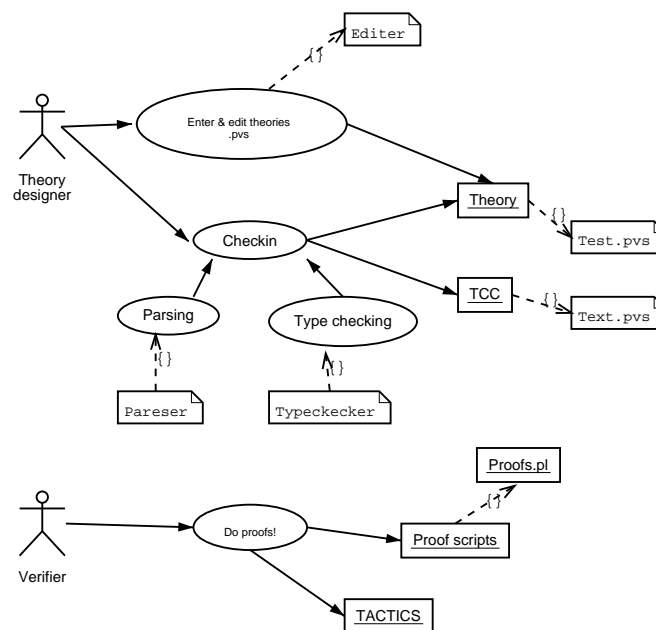 Editer
{ }
Enter & edit theories
.pvs
Theory
designer
Theory
{ }
Test.pvs
Checkin
TCC
{ }
Text.pvs
Parsing
Type checking
{ }
{ }
Pareser
Typeckecker
Proofs.pl
{ }
Do proofs!
Proof scripts
Verifier
TACTICS